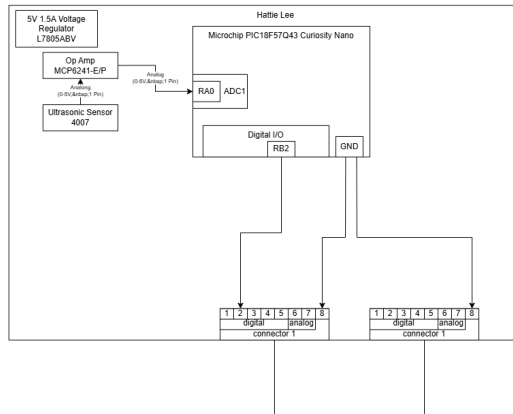 Hattie Lee
5V 1.5A Voltage
Regulator
L7805ABV
Microchip PIC18F57Q43 Curiosity Nano
Op Amp
MCP6241-E/P
Analog
(0-5V,&nbsp;1 Pin)
Analong
(0-5V,&nbsp;1 Pin)
RA0
ADC1
Ultrasonic Sensor
4007
Digital I/O
RB2
GND
1 2 3 4 5 6 7 8
digital analog
connector 1
1 2 3 4 5 6 7 8
digital analog
connector 1